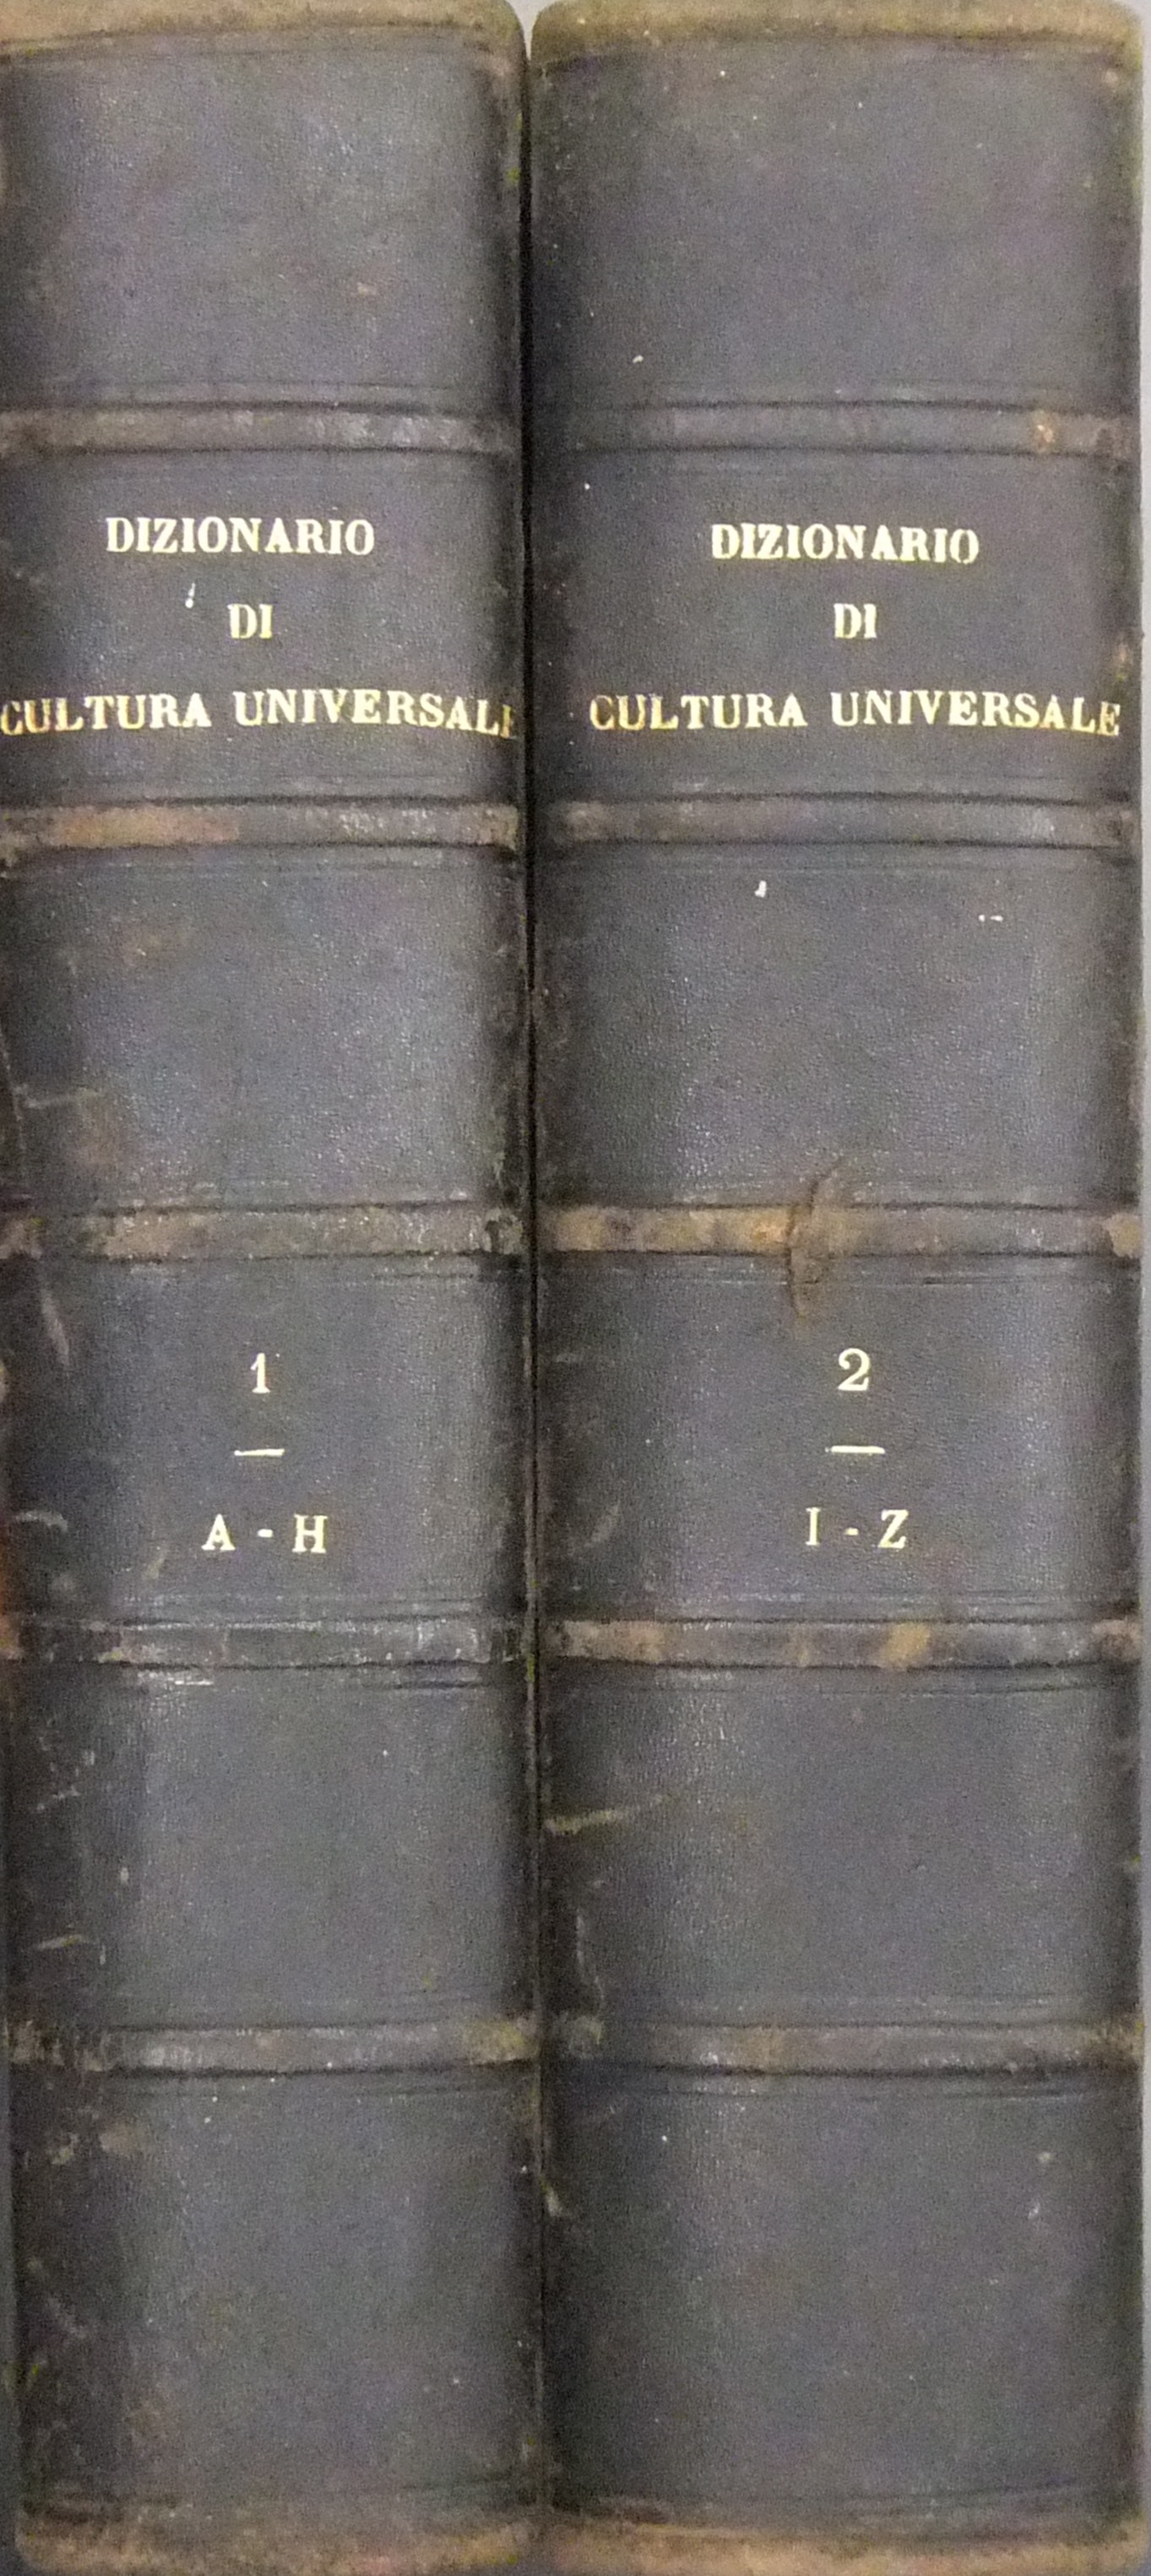 DIZIONARIO
DI
CULTURA UNIVERSALE
1
A - H
DIZIONARIO
DI
CULTURA UNIVERSALE
2
I - Z